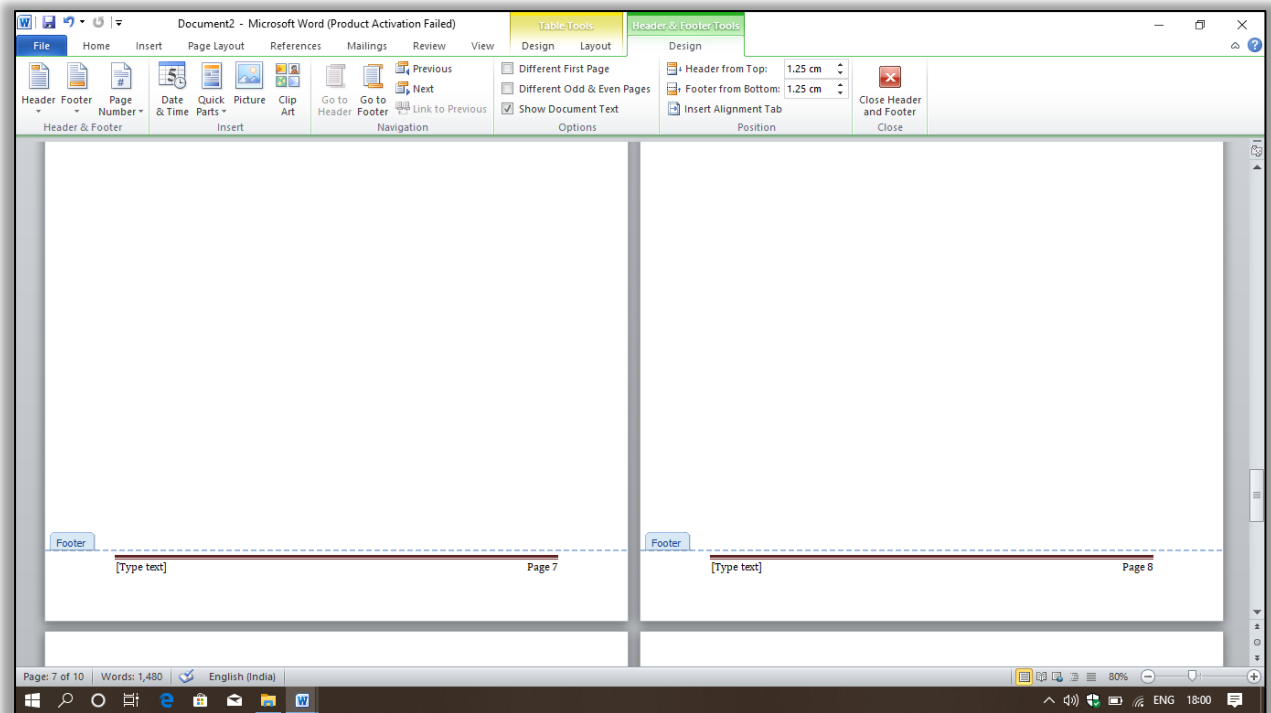 Document2 - Microsoft Word (Product Activation Failed)
Table Tools
Header & Footer Tools
File Home Insert Page Layout References Mailings Review View Design Layout Design
Header Footer Page Number
Header & Footer
Date & Time Quick Parts Picture Clip Art
Insert
Go to Header Go to Footer
Previous
Next
Link to Previous
Navigation
Different First Page
Different Odd & Even Pages
Show Document Text
Options
Header from Top: 1.25 cm
Footer from Bottom: 1.25 cm
Insert Alignment Tab
Position
Close Header and Footer
Close
Footer
[Type text] Page 7
Footer
[Type text] Page 8
Page: 7 of 10 Words: 1,480 English (India) 80%
ENG 18:00